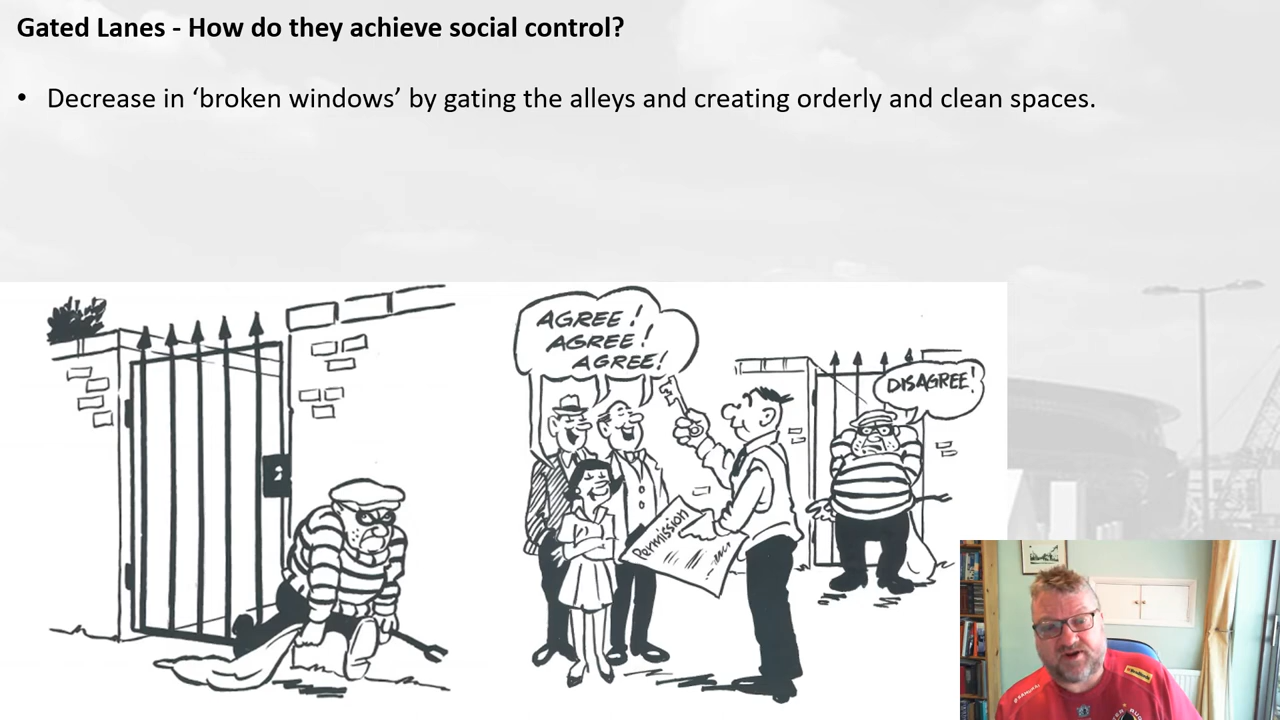 Gated Lanes - How do they achieve social control?
• Decrease in ‘broken windows’ by gating the alleys and creating orderly and clean spaces.
AGREE!
AGREE!
AGREE!
DISAGREE!
Permission